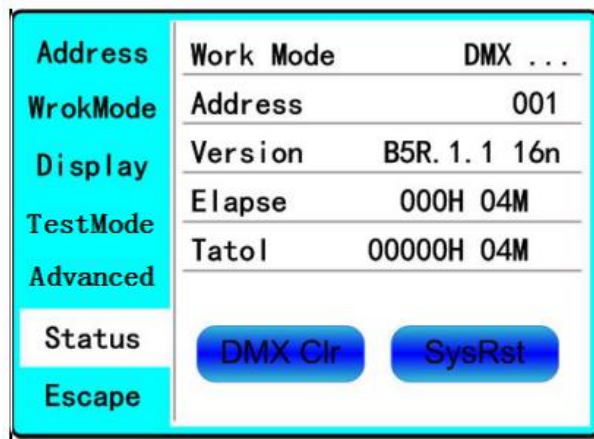 Address
WrokMode
Display
TestMode
Advanced
Status
Escape
Work Mode DMX ...
Address 001
Version B5R.1.1 16n
Elapse 000H 04M
Tatol 00000H 04M
DMX Clr SysRst